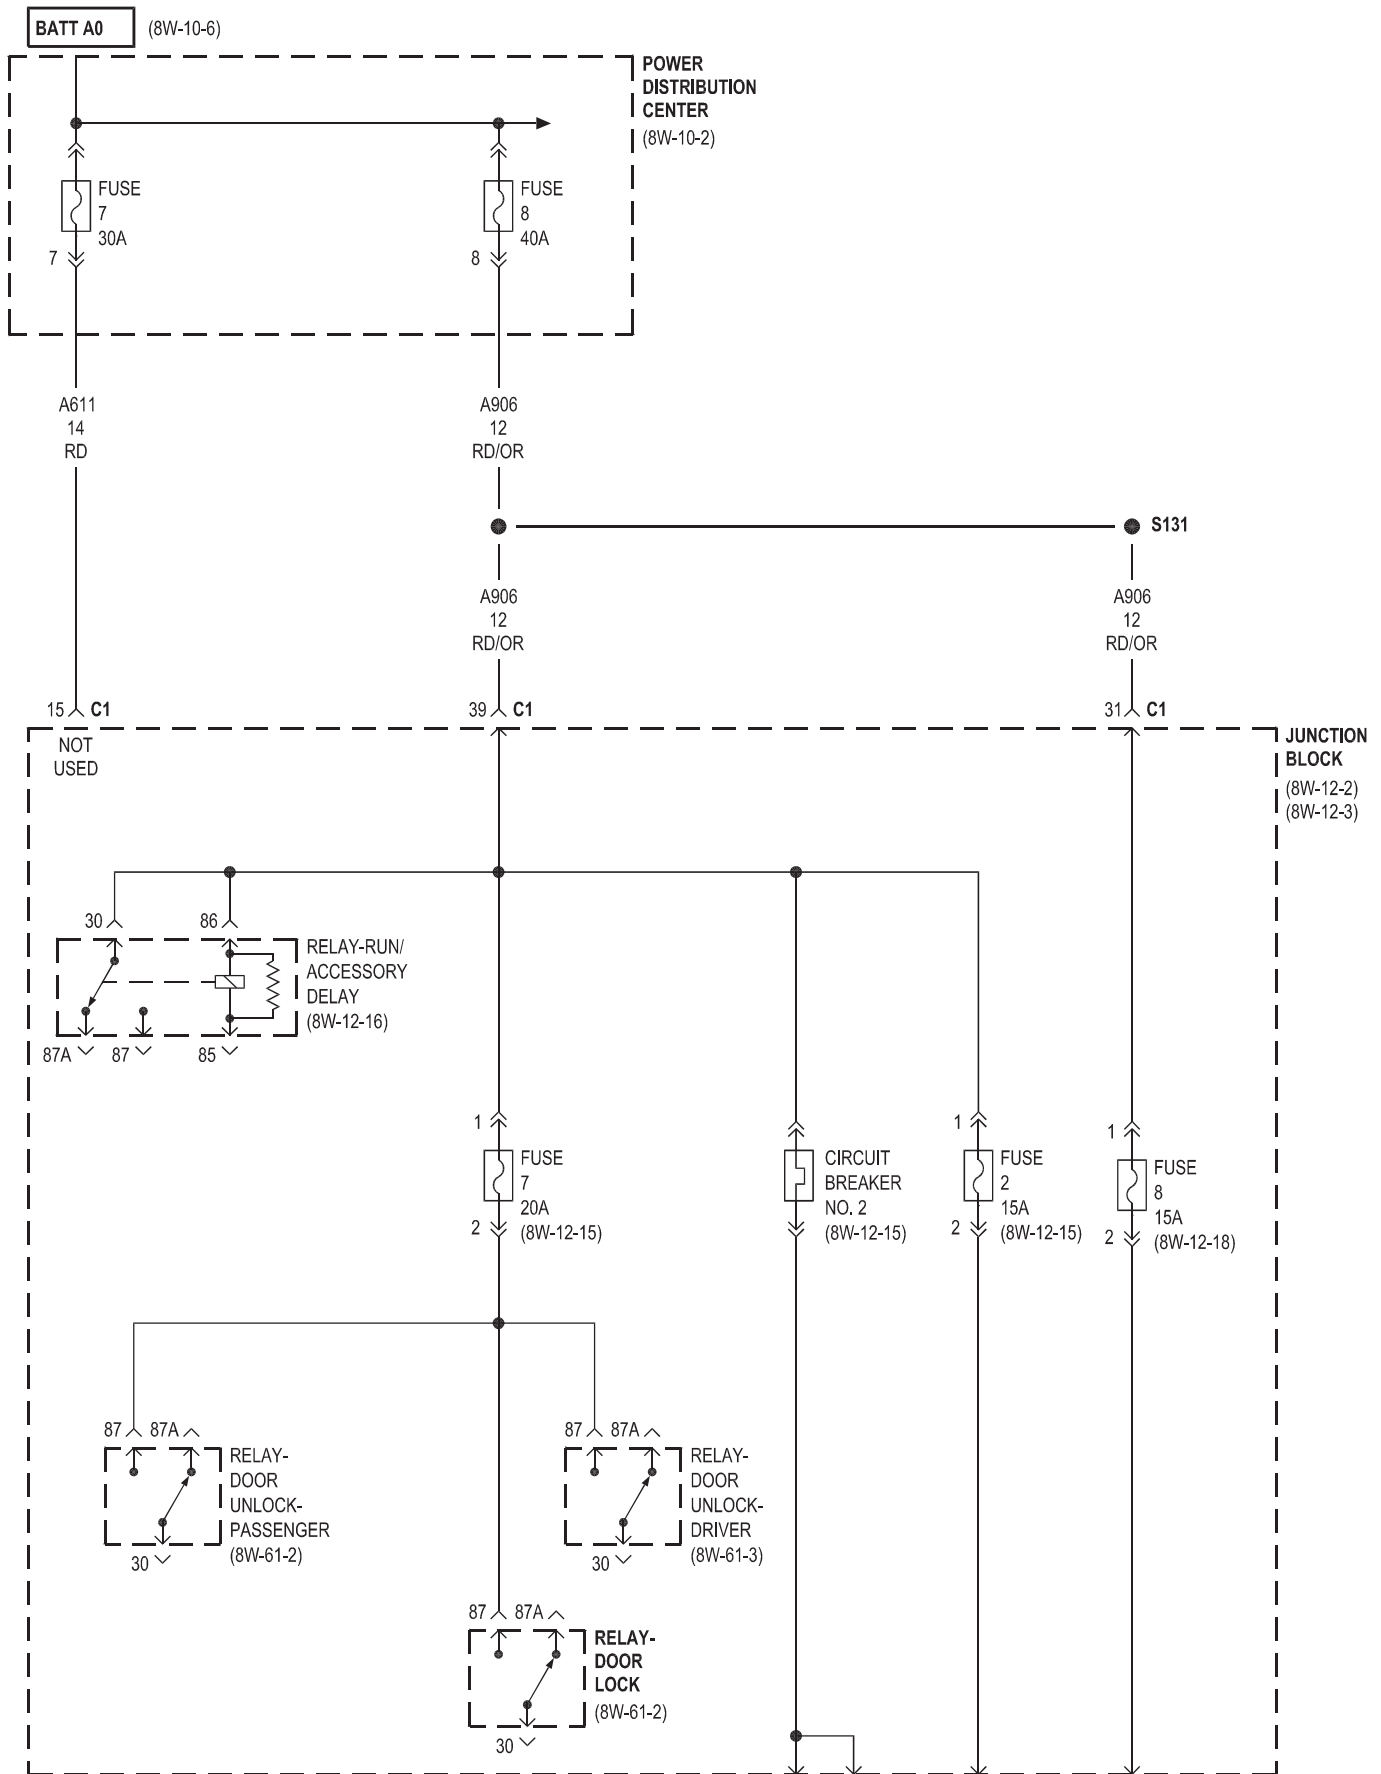 BATT A0 (8W-10-6)
POWER
DISTRIBUTION
CENTER
(8W-10-2)
FUSE
7
30A
7
FUSE
8
40A
8
A611
14
RD
A906
12
RD/OR
S131
A906
12
RD/OR
A906
12
RD/OR
15 C1
39 C1
31 C1
NOT
USED
JUNCTION
BLOCK
(8W-12-2)
(8W-12-3)
30
86
RELAY-RUN/
ACCESSORY
DELAY
(8W-12-16)
87A
87
85
1
FUSE
7
20A
(8W-12-15)
2
CIRCUIT
BREAKER
NO. 2
(8W-12-15)
1
FUSE
2
15A
(8W-12-15)
2
1
FUSE
8
15A
(8W-12-18)
2
87 87A
RELAY-
DOOR
UNLOCK-
PASSENGER
(8W-61-2)
30
87 87A
RELAY-
DOOR
UNLOCK-
DRIVER
(8W-61-3)
30
87 87A
RELAY-
DOOR
LOCK
(8W-61-2)
30